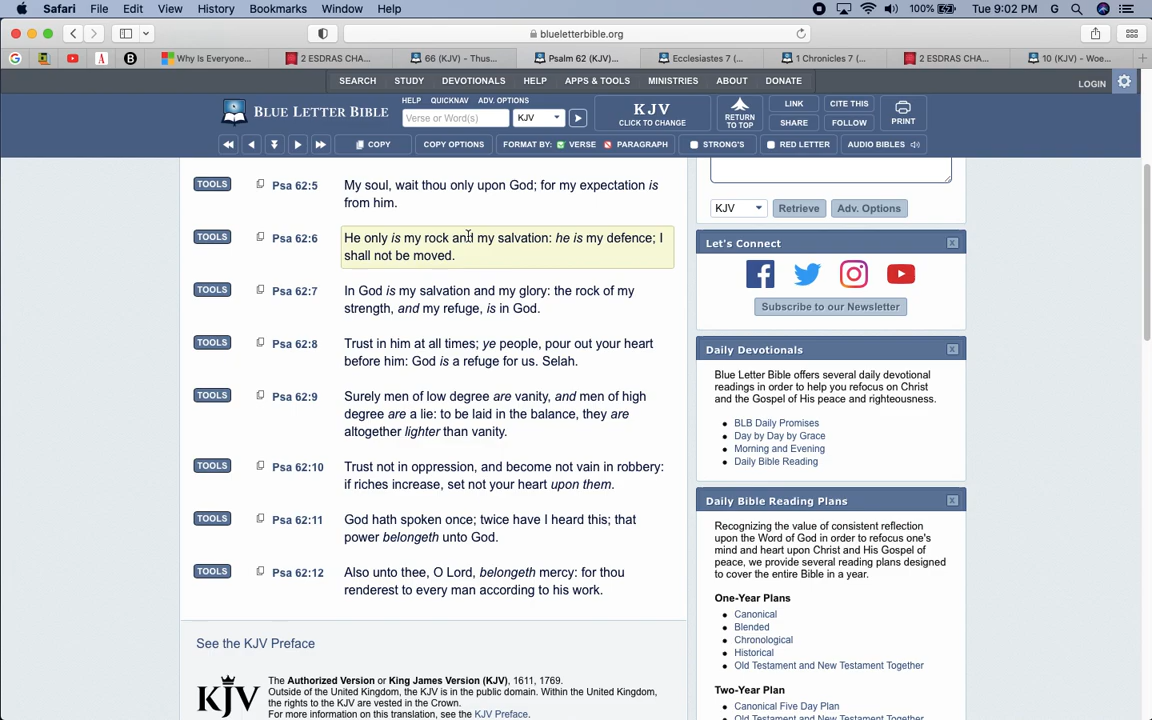 Safari File Edit View History Bookmarks Window Help 100% Tue 9:02 PM G
blueletterbible.org
Why Is Everyone... 2 ESDRAS CHA... 66 (KJV) - Thus... Psalm 62 (KJV)... Ecclesiastes 7 (... 1 Chronicles 7 (... 2 ESDRAS CHA... 10 (KJV) - Woe...
SEARCH STUDY DEVOTIONALS HELP APPS & TOOLS MINISTRIES ABOUT DONATE LOGIN
HELP QUICKNAV ADV. OPTIONS
BLUE LETTER BIBLE
Verse or Word(s) KJV
KJV
CLICK TO CHANGE
RETURN
TO TOP
LINK CITE THIS
SHARE FOLLOW
PRINT
COPY COPY OPTIONS FORMAT BY: VERSE PARAGRAPH STRONG'S RED LETTER AUDIO BIBLES
TOOLS Psa 62:5 My soul, wait thou only upon God; for my expectation is
from him.
TOOLS Psa 62:6 He only is my rock and my salvation: he is my defence; I
shall not be moved.
TOOLS Psa 62:7 In God is my salvation and my glory: the rock of my
strength, and my refuge, is in God.
TOOLS Psa 62:8 Trust in him at all times; ye people, pour out your heart
before him: God is a refuge for us. Selah.
TOOLS Psa 62:9 Surely men of low degree are vanity, and men of high
degree are a lie: to be laid in the balance, they are
altogether lighter than vanity.
TOOLS Psa 62:10 Trust not in oppression, and become not vain in robbery:
if riches increase, set not your heart upon them.
TOOLS Psa 62:11 God hath spoken once; twice have I heard this; that
power belongeth unto God.
TOOLS Psa 62:12 Also unto thee, O Lord, belongeth mercy: for thou
renderest to every man according to his work.
See the KJV Preface
KJV
The Authorized Version or King James Version (KJV), 1611, 1769.
Outside of the United Kingdom, the KJV is in the public domain. Within the United Kingdom,
the rights to the KJV are vested in the Crown.
For more information on this translation, see the KJV Preface.
KJV Retrieve Adv. Options
Let's Connect
Subscribe to our Newsletter
Daily Devotionals
Blue Letter Bible offers several daily devotional
readings in order to help you refocus on Christ
and the Gospel of His peace and righteousness.
BLB Daily Promises
Day by Day by Grace
Morning and Evening
Daily Bible Reading
Daily Bible Reading Plans
Recognizing the value of consistent reflection
upon the Word of God in order to refocus one's
mind and heart upon Christ and His Gospel of
peace, we provide several reading plans designed
to cover the entire Bible in a year.
One-Year Plans
Canonical
Blended
Chronological
Historical
Old Testament and New Testament Together
Two-Year Plan
Canonical Five Day Plan
Old Testament and New Testament Together